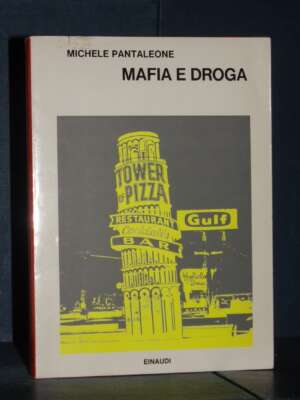 MICHELE PANTALEONE
MAFIA E DROGA
TOWER
OF PIZZA
RESTAURANT
Cocktails
BAR
Gulf
EINAUDI